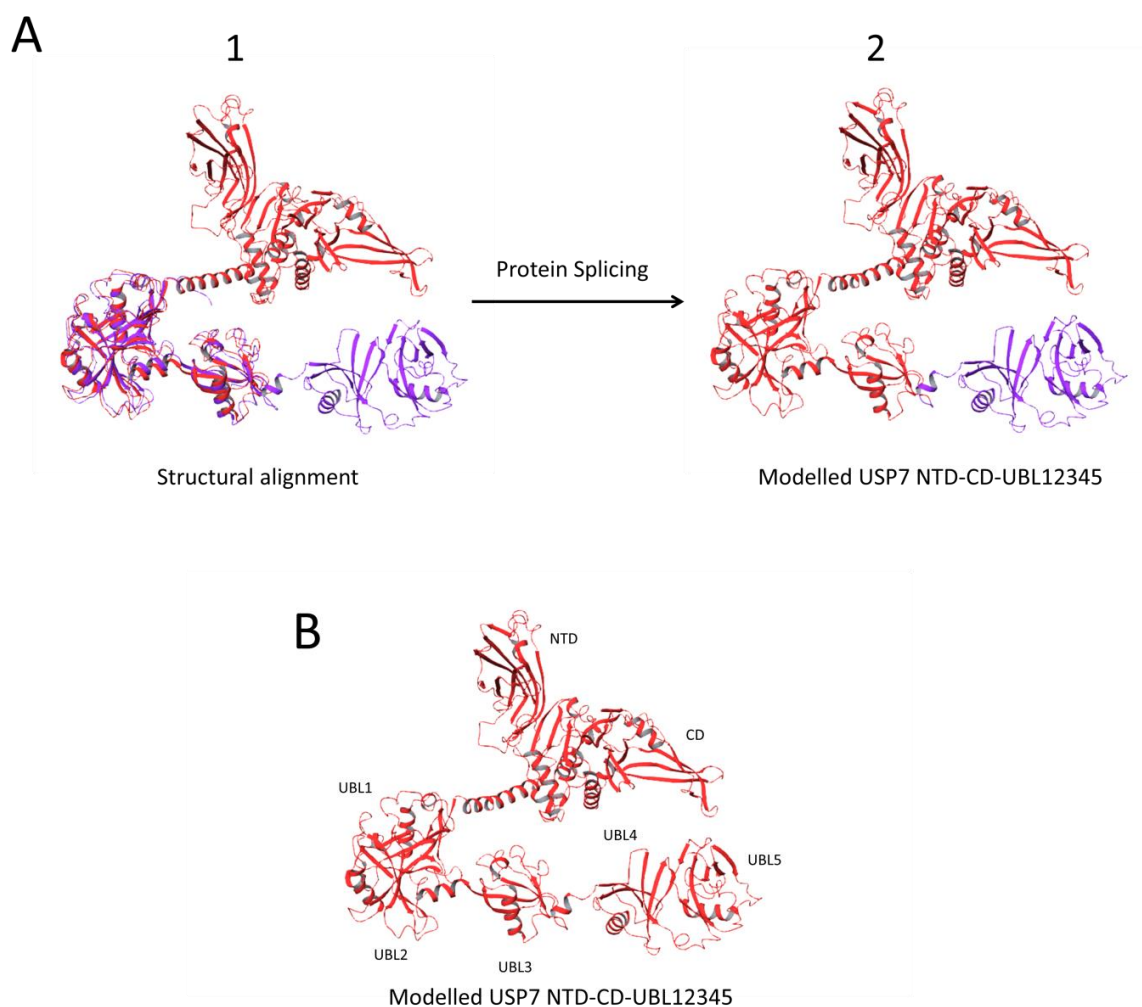 A
1
2
Protein Splicing
Structural alignment
Modelled USP7 NTD-CD-UBL12345
B
NTD
CD
UBL1
UBL4
UBL5
UBL2
UBL3
Modelled USP7 NTD-CD-UBL12345